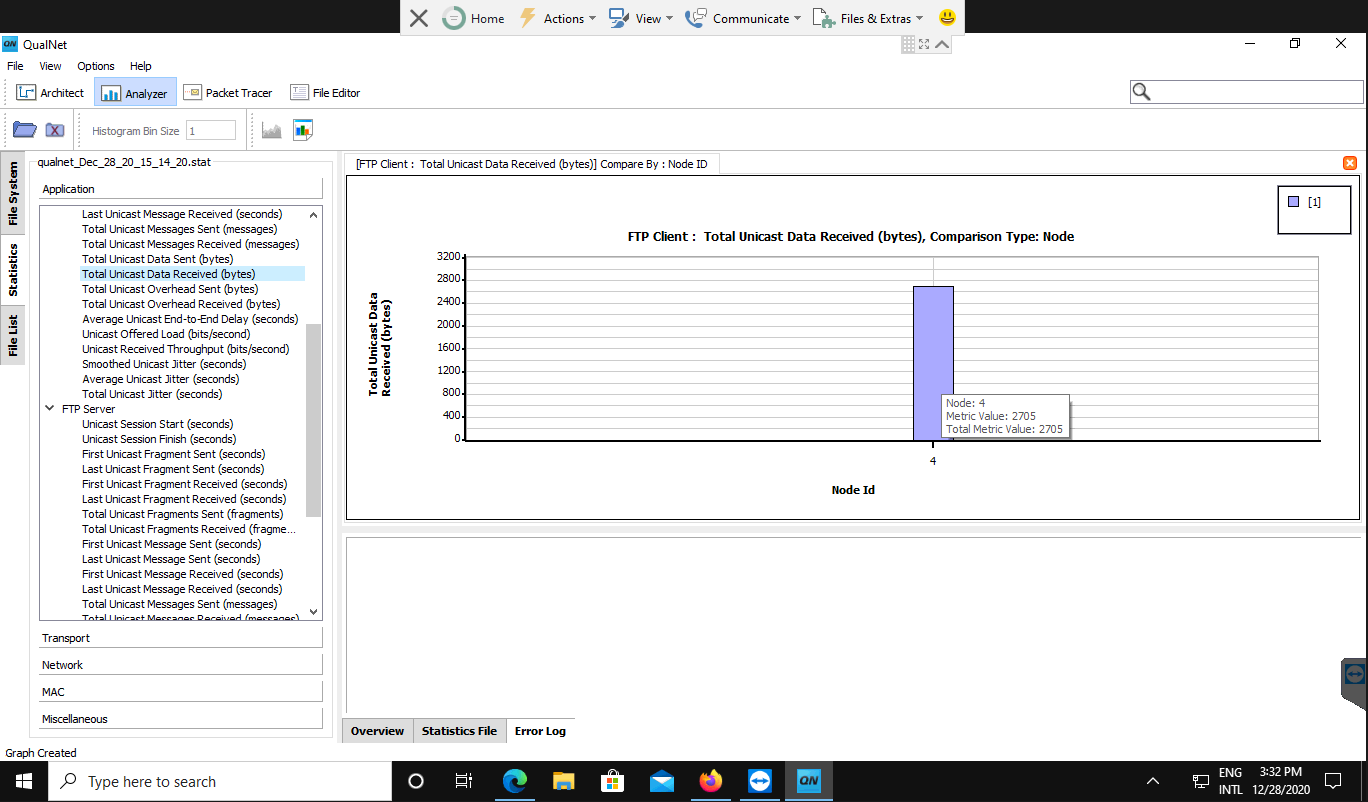 Home Actions View Communicate Files & Extras
QN QualNet
File View Options Help
Architect Analyzer Packet Tracer File Editor
Histogram Bin Size 1
File System
Statistics
File List
qualnet_Dec_28_20_15_14_20.stat
Application
Last Unicast Message Received (seconds)
Total Unicast Messages Sent (messages)
Total Unicast Messages Received (messages)
Total Unicast Data Sent (bytes)
Total Unicast Data Received (bytes)
Total Unicast Overhead Sent (bytes)
Total Unicast Overhead Received (bytes)
Average Unicast End-to-End Delay (seconds)
Unicast Offered Load (bits/second)
Unicast Received Throughput (bits/second)
Smoothed Unicast Jitter (seconds)
Average Unicast Jitter (seconds)
Total Unicast Jitter (seconds)
FTP Server
Unicast Session Start (seconds)
Unicast Session Finish (seconds)
First Unicast Fragment Sent (seconds)
Last Unicast Fragment Sent (seconds)
First Unicast Fragment Received (seconds)
Last Unicast Fragment Received (seconds)
Total Unicast Fragments Sent (fragments)
Total Unicast Fragments Received (fragme...
First Unicast Message Sent (seconds)
Last Unicast Message Sent (seconds)
First Unicast Message Received (seconds)
Last Unicast Message Received (seconds)
Total Unicast Messages Sent (messages)
Total Unicast Messages Received (messages)
Transport
Network
MAC
Miscellaneous
[FTP Client : Total Unicast Data Received (bytes)] Compare By : Node ID
[1]
FTP Client : Total Unicast Data Received (bytes), Comparison Type: Node
Total Unicast Data
Received (bytes)
3200
2800
2400
2000
1600
1200
800
400
0
Node: 4
Metric Value: 2705
Total Metric Value: 2705
4
Node Id
Overview Statistics File Error Log
Graph Created
Type here to search
QN
ENG
INTL
3:32 PM
12/28/2020